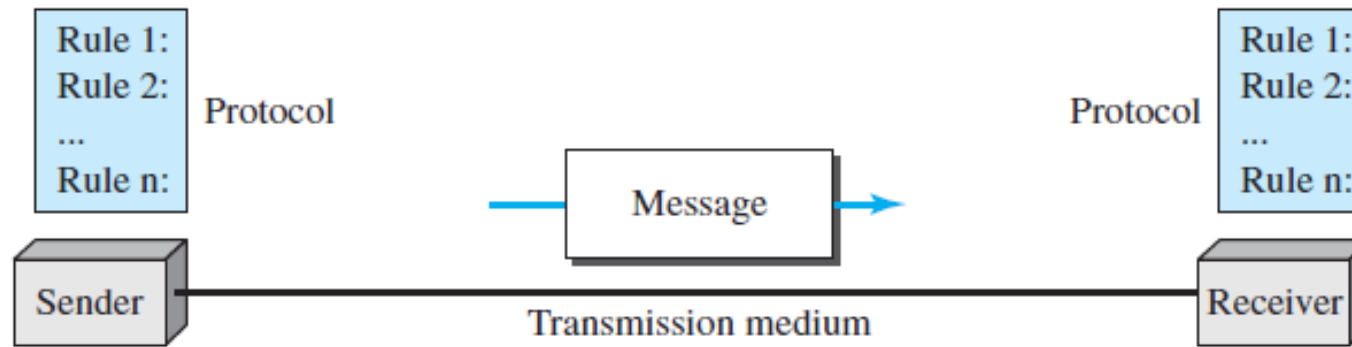 Rule 1:
Rule 2:
...
Rule n:
Protocol
Message
Protocol
Rule 1:
Rule 2:
...
Rule n:
Sender
Transmission medium
Receiver